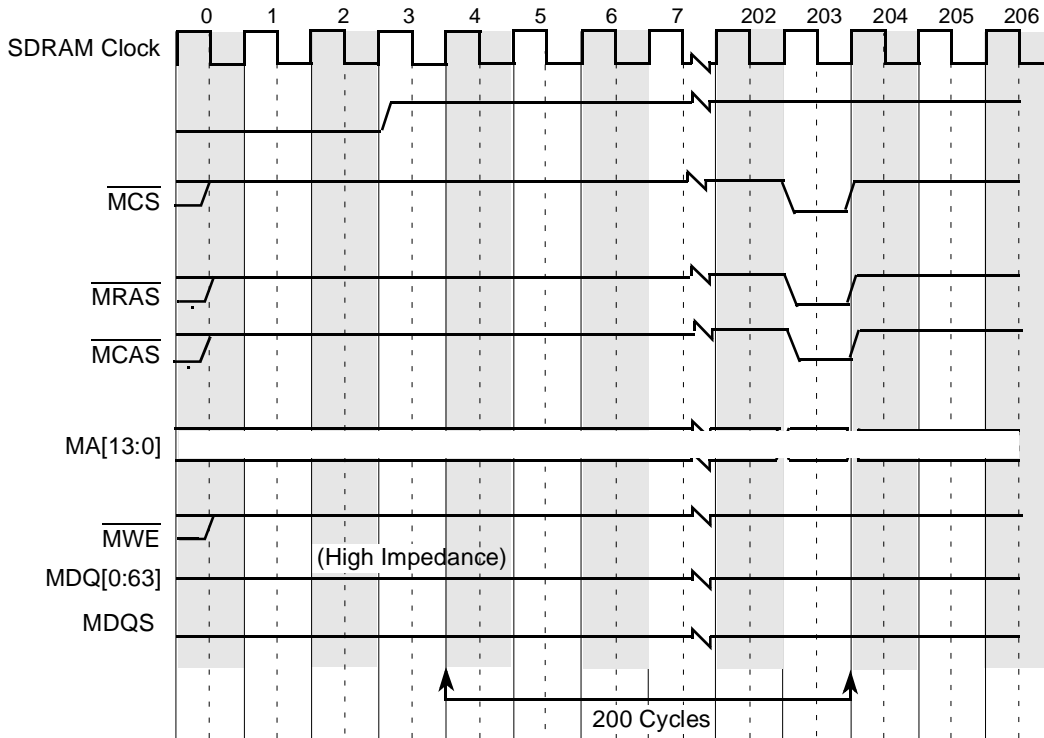 0 1 2 3 4 5 6 7 202 203 204 205 206
SDRAM Clock
MCS
MRAS
MCAS
MA[13:0]
MWE
(High Impedance)
MDQ[0:63]
MDQS
200 Cycles